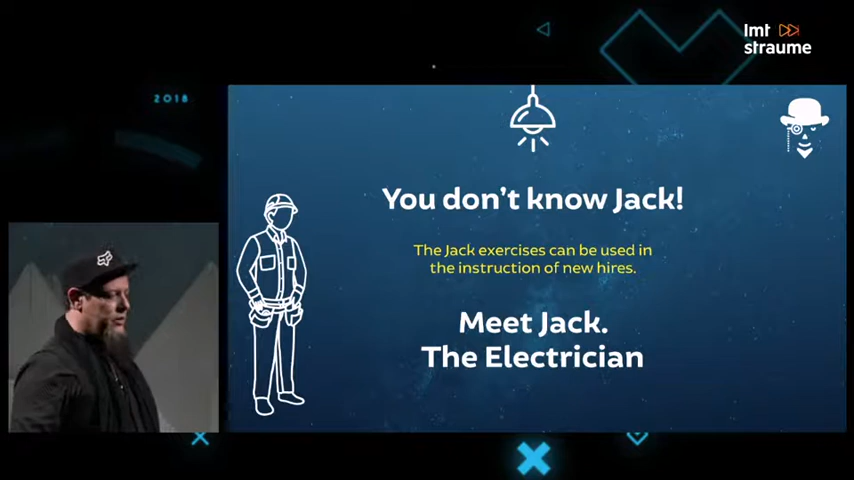 lmt
straume
2018
You don't know Jack!
The Jack exercises can be used in
the instruction of new hires.
Meet Jack.
The Electrician